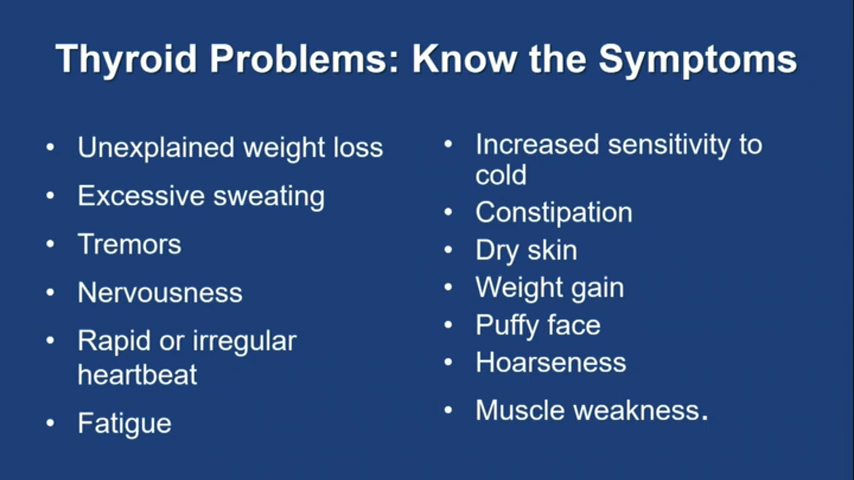 Thyroid Problems: Know the Symptoms
• Unexplained weight loss
• Excessive sweating
• Tremors
• Nervousness
• Rapid or irregular
heartbeat
• Fatigue
• Increased sensitivity to
cold
• Constipation
• Dry skin
• Weight gain
• Puffy face
• Hoarseness
• Muscle weakness.